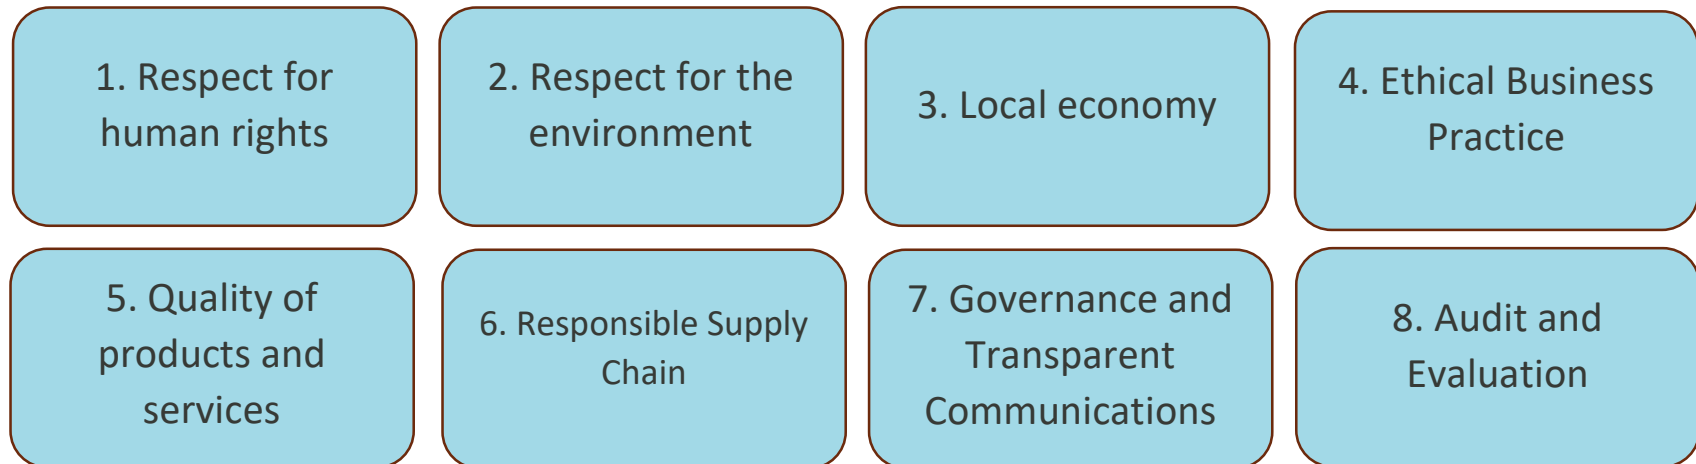 1. Respect for
human rights
2. Respect for the
environment
3. Local economy
4. Ethical Business
Practice
5. Quality of
products and
services
6. Responsible Supply
Chain
7. Governance and
Transparent
Communications
8. Audit and
Evaluation